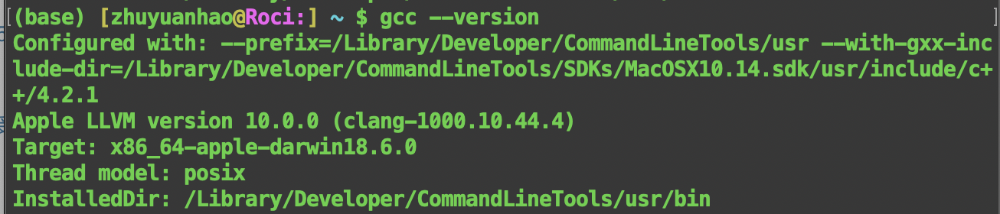 [(base) [zhuyuanhao@Roci:] ~ $ gcc --version ]
Configured with: --prefix=/Library/Developer/CommandLineTools/usr --with-gxx-inc
lude-dir=/Library/Developer/CommandLineTools/SDKs/MacOSX10.14.sdk/usr/include/c+
+/4.2.1
Apple LLVM version 10.0.0 (clang-1000.10.44.4)
Target: x86_64-apple-darwin18.6.0
Thread model: posix
InstalledDir: /Library/Developer/CommandLineTools/usr/bin